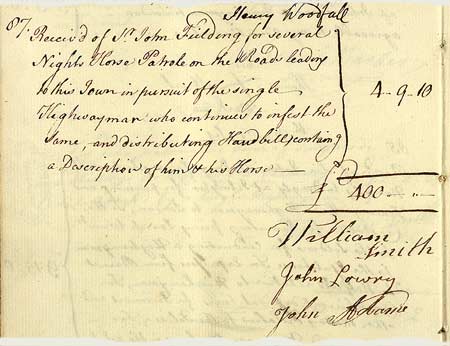 Henry Woodfall
87. Receiv'd of Sr. John Fielding for several
Nights Horse Patrole on the Roads leading
to this Town in pursuit of the single
Highwayman who continues to infest the
same, and distributing Handbills containg
a Description of him & his Horse —
4 - 9 - 10
£ 400 — „
William
Smith
John Lowry
John Adams